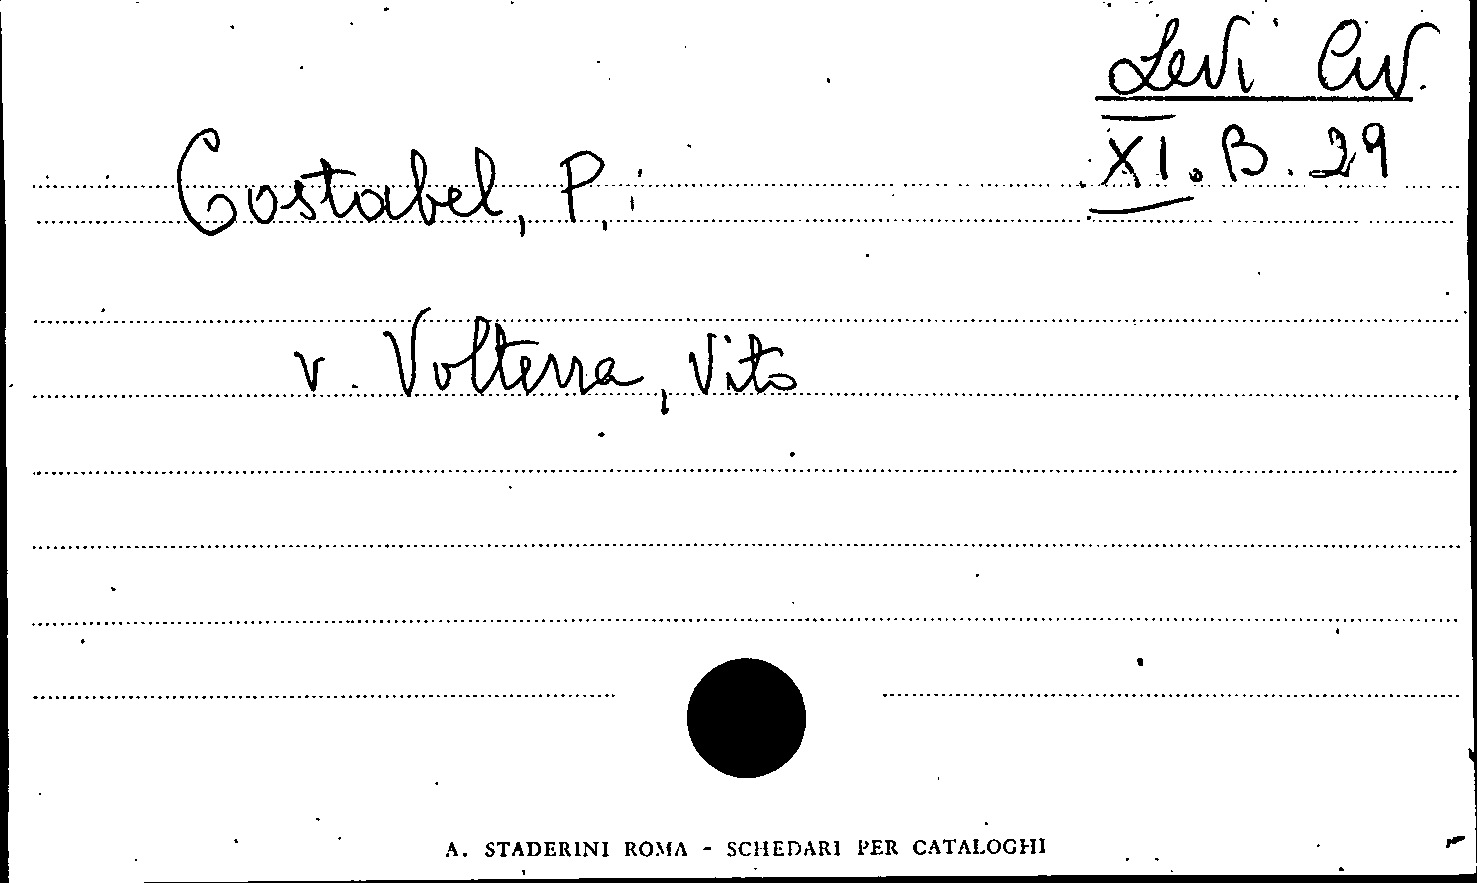 Levi Civ.
XI. B. 29
Costabel, P.
v. Volterra, Vito
A. STADERINI ROMA - SCHEDARI PER CATALOGHI